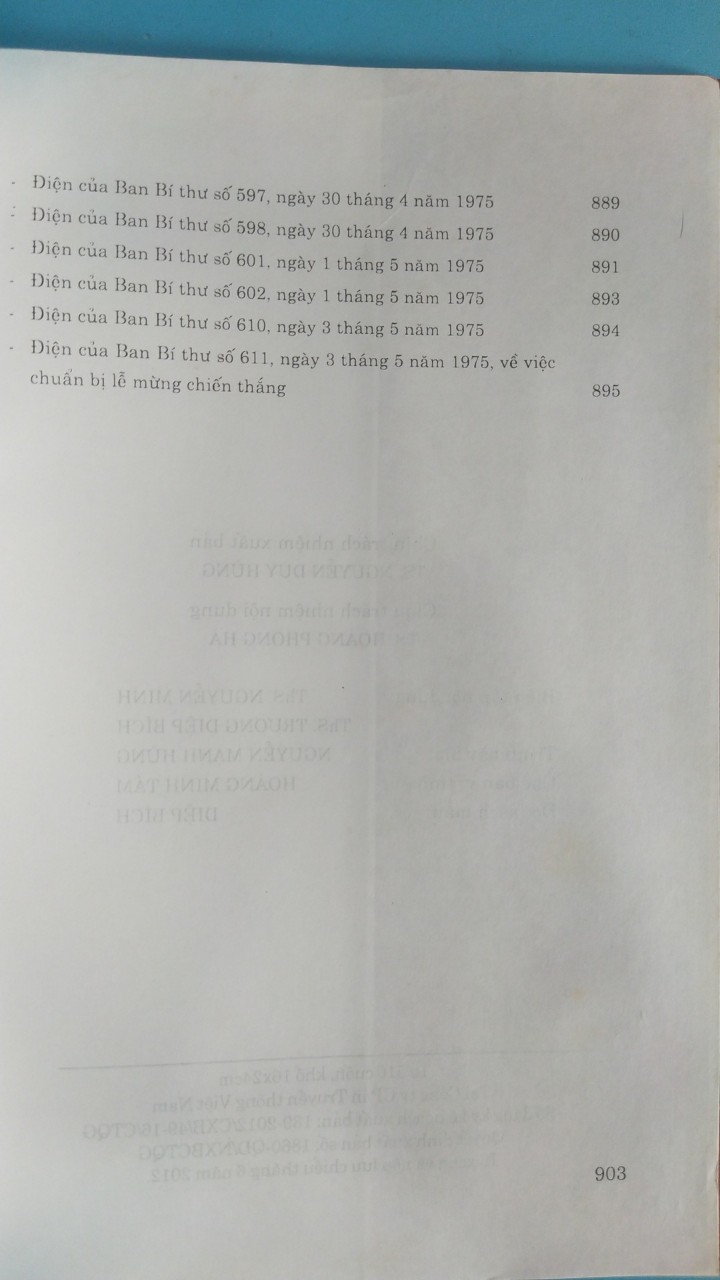 - Điện của Ban Bí thư số 597, ngày 30 tháng 4 năm 1975 889
- Điện của Ban Bí thư số 598, ngày 30 tháng 4 năm 1975 890
- Điện của Ban Bí thư số 601, ngày 1 tháng 5 năm 1975 891
- Điện của Ban Bí thư số 602, ngày 1 tháng 5 năm 1975 893
- Điện của Ban Bí thư số 610, ngày 3 tháng 5 năm 1975 894
- Điện của Ban Bí thư số 611, ngày 3 tháng 5 năm 1975, về việc
chuẩn bị lễ mừng chiến thắng 895
903